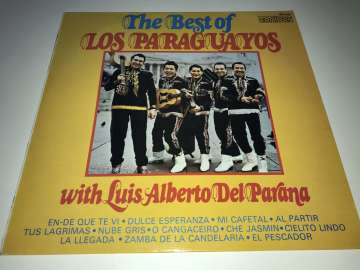 The Best of
LOS PARAGUAYOS
with Luis Alberto Del Parana
EN-DE QUE TE VI • DULCE ESPERANZA • MI CAFETAL • AL PARTIR
TUS LAGRIMAS • NUBE GRIS • O CANGACEIRO • CHE JASMIN • CIELITO LINDO
LA LLEGADA • ZAMBA DE LA CANDELARIA • EL PESCADOR